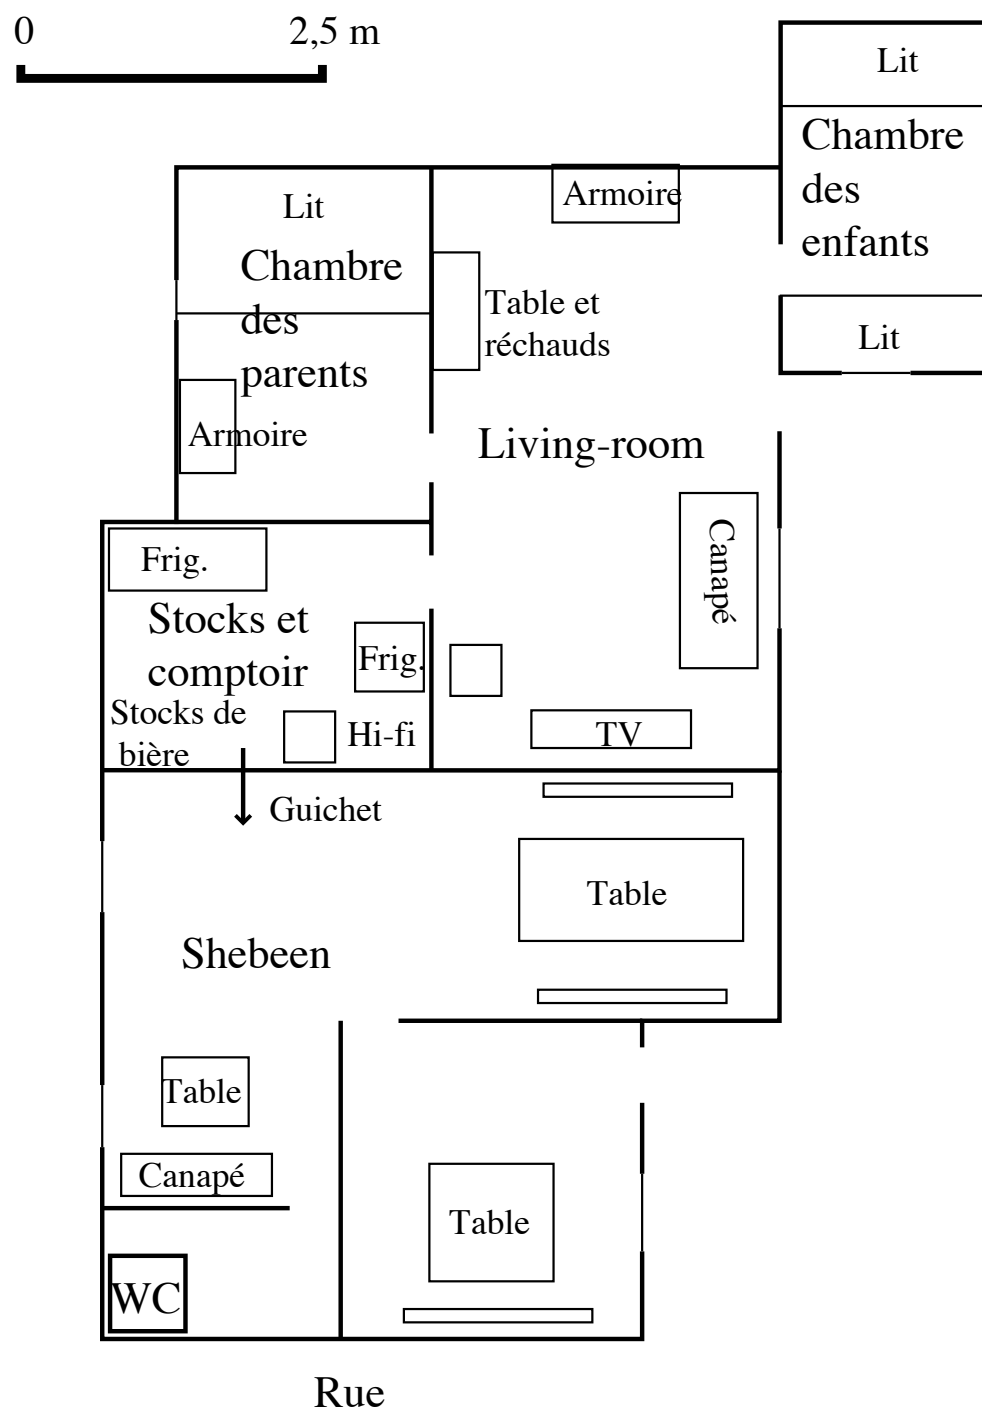 0
2,5 m
Lit
Chambre
des
enfants
Lit
Armoire
Lit
Chambre
des
parents
Armoire
Table et
réchauds
Living-room
Canapé
Frig.
Stocks et
comptoir
Frig.
Stocks de
bière
Hi-fi
TV
Guichet
Table
Shebeen
Table
Canapé
Table
WC
Rue